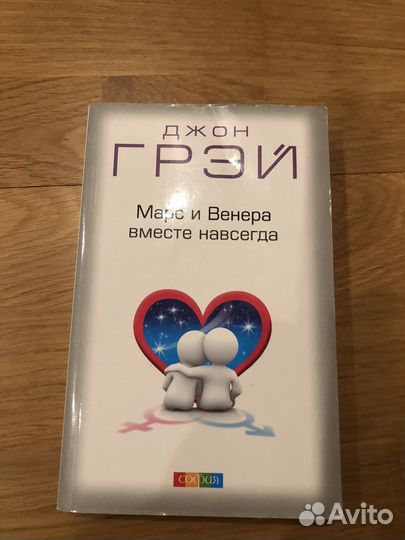 ДЖОН
ГРЭЙ
Марс и Венера
вместе навсегда
СОФИЯ
Avito